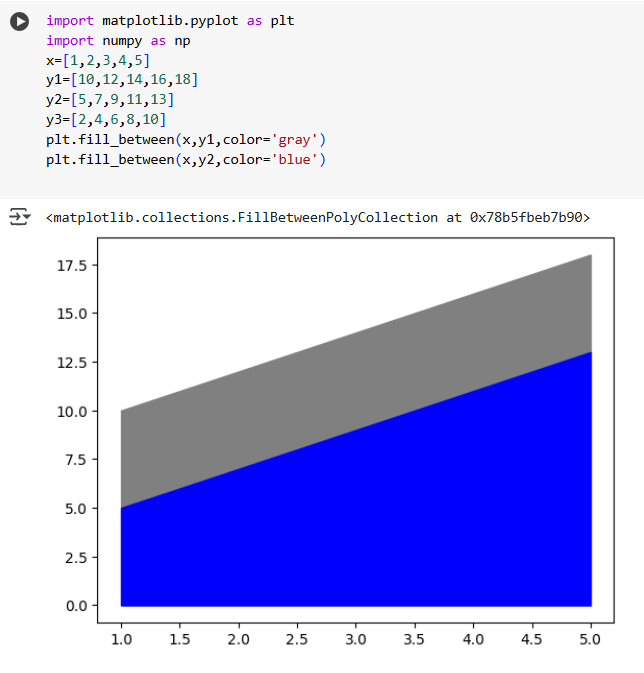 import matplotlib.pyplot as plt
import numpy as np
x=[1,2,3,4,5]
y1=[10,12,14,16,18]
y2=[5,7,9,11,13]
y3=[2,4,6,8,10]
plt.fill_between(x,y1,color='gray')
plt.fill_between(x,y2,color='blue')
<matplotlib.collections.FillBetweenPolyCollection at 0x78b5fbeb7b90>
17.5
15.0
12.5
10.0
7.5
5.0
2.5
0.0
1.0 1.5 2.0 2.5 3.0 3.5 4.0 4.5 5.0